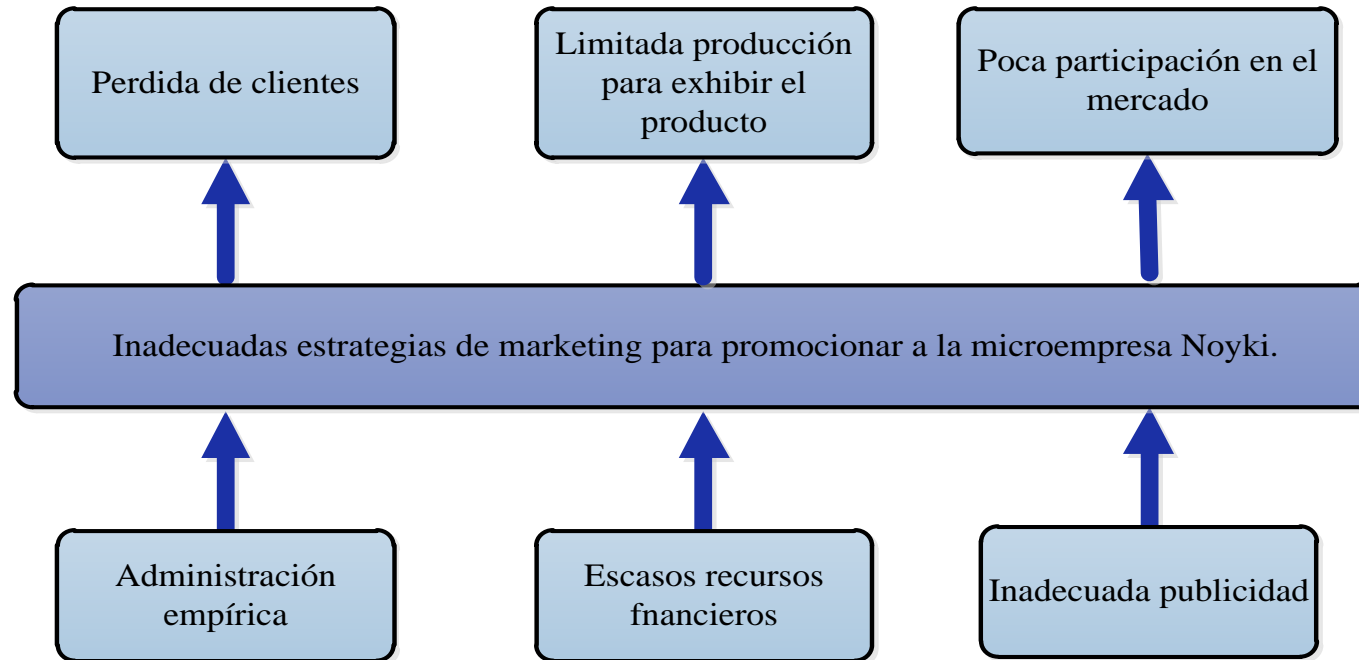 Perdida de clientes
Limitada producción
para exhibir el
producto
Poca participación en el
mercado
Inadecuadas estrategias de marketing para promocionar a la microempresa Noyki.
Administración
empírica
Escasos recursos
fnancieros
Inadecuada publicidad